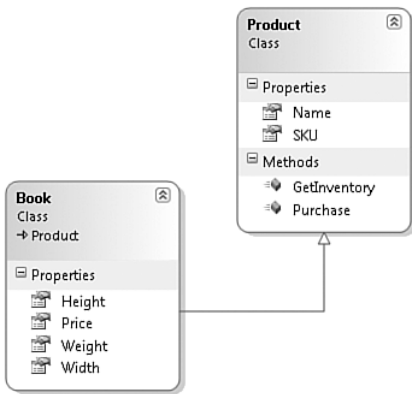 Product
Class
Properties
Name
SKU
Methods
GetInventory
Purchase
Book
Class
Product
Properties
Height
Price
Weight
Width